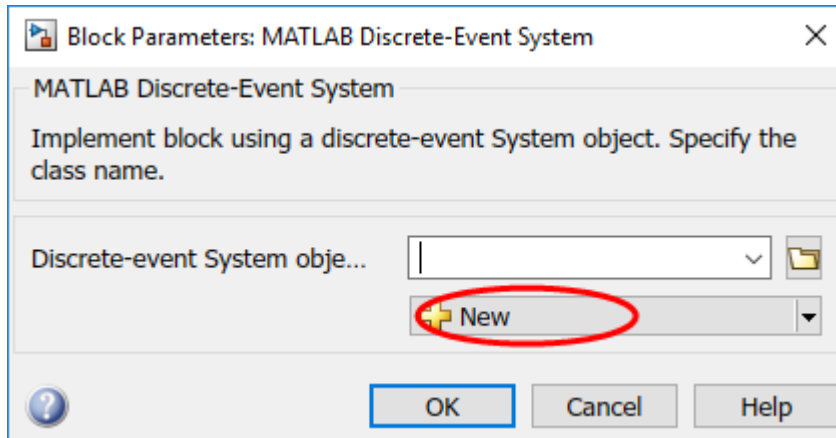 Block Parameters: MATLAB Discrete-Event System
MATLAB Discrete-Event System
Implement block using a discrete-event System object. Specify the
class name.
Discrete-event System obje...
New
OK
Cancel
Help